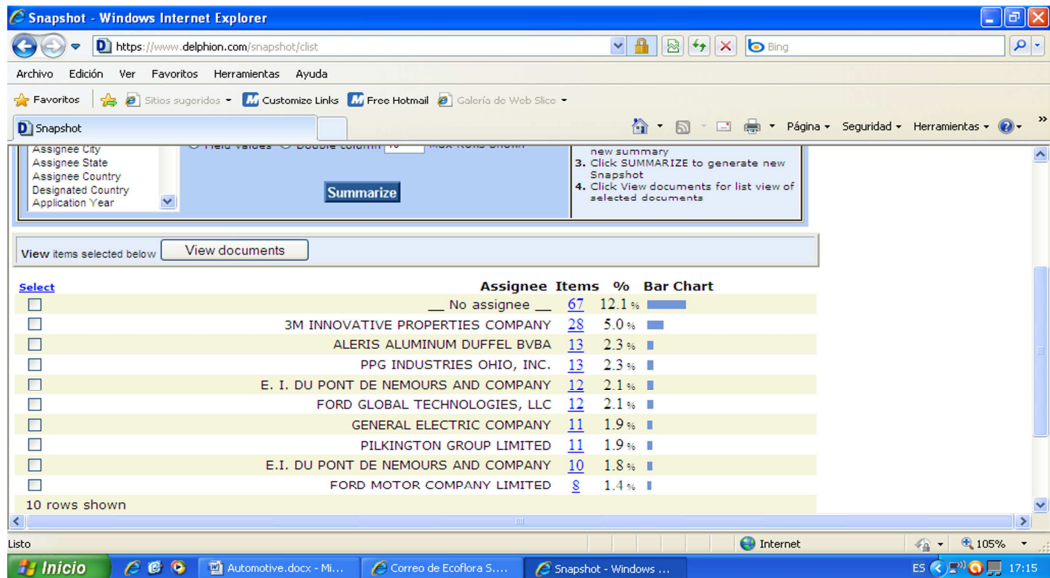 Snapshot - Windows Internet Explorer
https://www.delphion.com/snapshot/clist
Bing
Archivo Edición Ver Favoritos Herramientas Ayuda
Favoritos Sitios sugeridos Customize Links Free Hotmail Galería de Web Slice
Snapshot Página Seguridad Herramientas
Assignee City
Assignee State
Assignee Country
Designated Country
Application Year
Field values Double column Max Rows Shown
Summarize
new summary
3. Click SUMMARIZE to generate new
Snapshot
4. Click View documents for list view of
selected documents
View items selected below View documents
Select Assignee Items % Bar Chart
__ No assignee __ 67 12.1 %
3M INNOVATIVE PROPERTIES COMPANY 28 5.0 %
ALERIS ALUMINUM DUFFEL BVBA 13 2.3 %
PPG INDUSTRIES OHIO, INC. 13 2.3 %
E. I. DU PONT DE NEMOURS AND COMPANY 12 2.1 %
FORD GLOBAL TECHNOLOGIES, LLC 12 2.1 %
GENERAL ELECTRIC COMPANY 11 1.9 %
PILKINGTON GROUP LIMITED 11 1.9 %
E.I. DU PONT DE NEMOURS AND COMPANY 10 1.8 %
FORD MOTOR COMPANY LIMITED 8 1.4 %
10 rows shown
Listo Internet 105%
Inicio Automotive.docx - Mi... Correo de Ecoflora S.... Snapshot - Windows ... ES 17:15